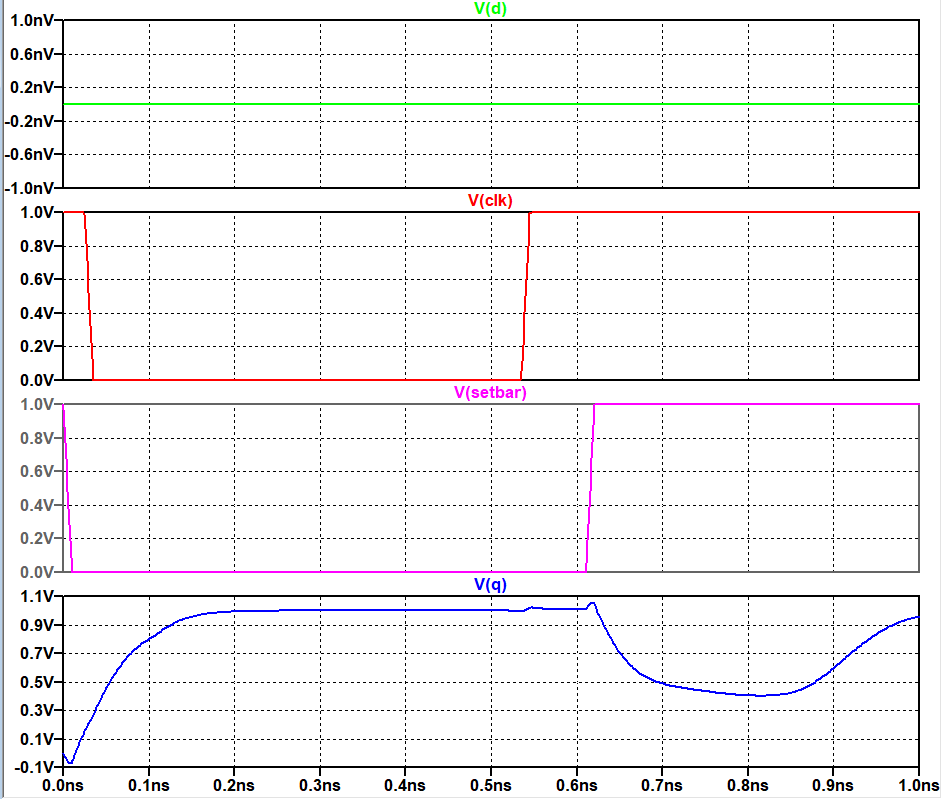 V(d)
1.0nV
0.6nV
0.2nV
-0.2nV
-0.6nV
-1.0nV
V(clk)
1.0V
0.8V
0.6V
0.4V
0.2V
0.0V
V(setbar)
1.0V
0.8V
0.6V
0.4V
0.2V
0.0V
V(q)
1.1V
0.9V
0.7V
0.5V
0.3V
0.1V
-0.1V
0.0ns 0.1ns 0.2ns 0.3ns 0.4ns 0.5ns 0.6ns 0.7ns 0.8ns 0.9ns 1.0ns